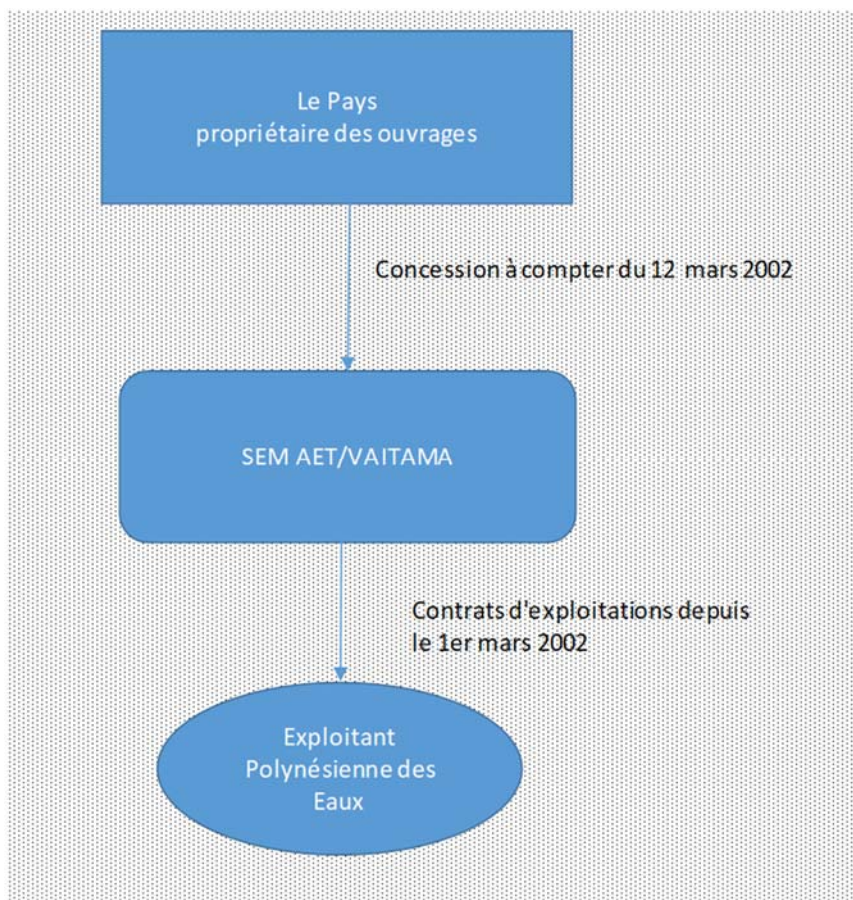 Le Pays
propriétaire des ouvrages
Concession à compter du 12 mars 2002
SEM AET/VAITAMA
Contrats d'exploitations depuis
le 1er mars 2002
Exploitant
Polynésienne des
Eaux